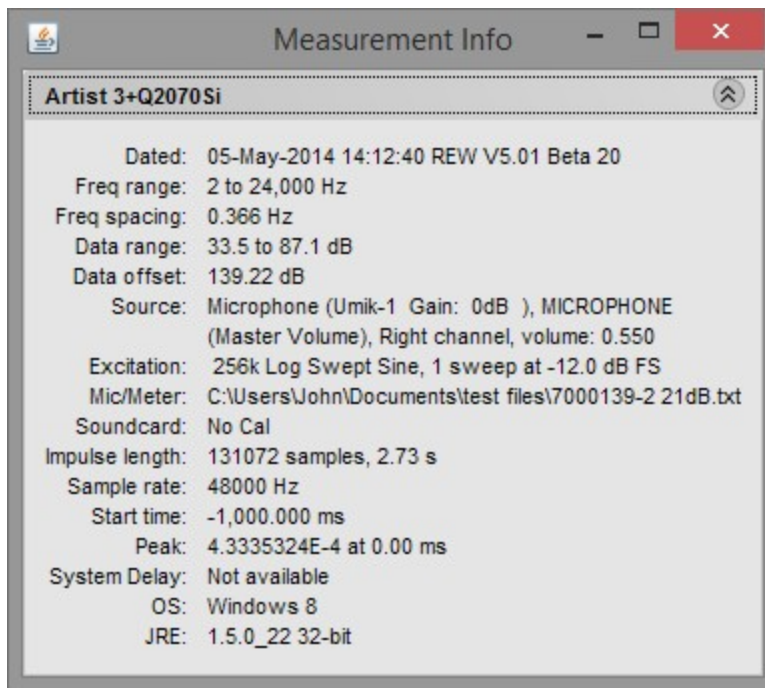 Measurement Info
Artist 3+Q2070Si
Dated: 05-May-2014 14:12:40 REW V5.01 Beta 20
Freq range: 2 to 24,000 Hz
Freq spacing: 0.366 Hz
Data range: 33.5 to 87.1 dB
Data offset: 139.22 dB
Source: Microphone (Umik-1  Gain:  0dB  ), MICROPHONE
(Master Volume), Right channel, volume: 0.550
Excitation: 256k Log Swept Sine, 1 sweep at -12.0 dB FS
Mic/Meter: C:\Users\John\Documents\test files\7000139-2 21dB.txt
Soundcard: No Cal
Impulse length: 131072 samples, 2.73 s
Sample rate: 48000 Hz
Start time: -1,000.000 ms
Peak: 4.3335324E-4 at 0.00 ms
System Delay: Not available
OS: Windows 8
JRE: 1.5.0_22 32-bit